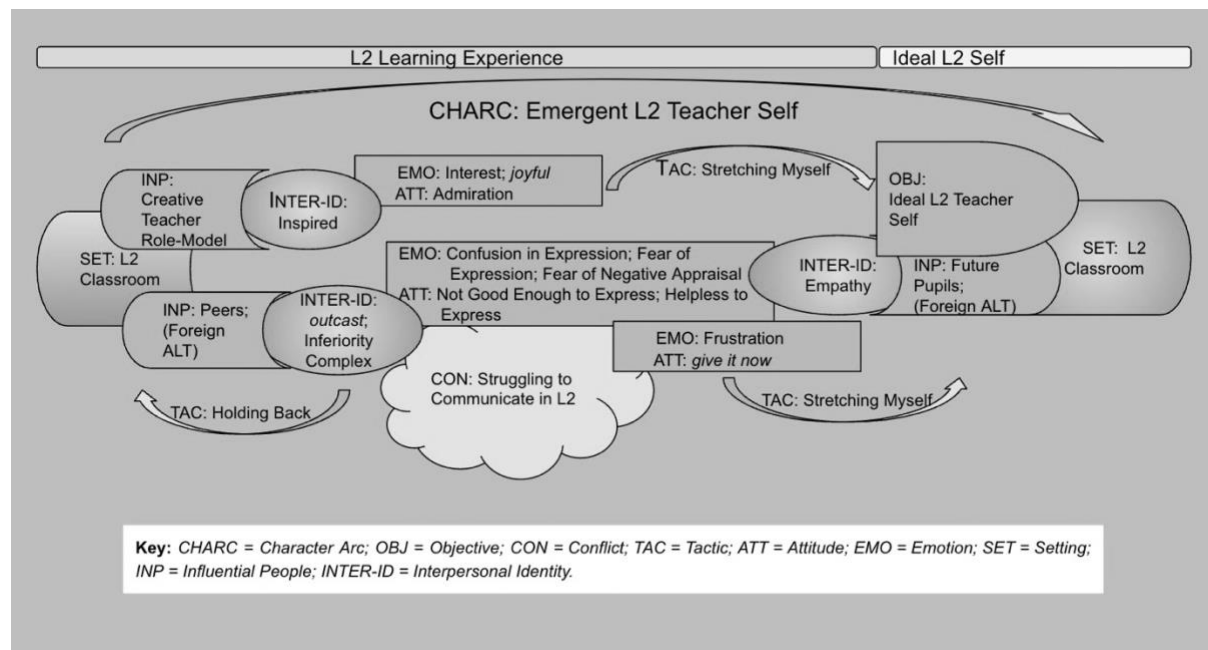 L2 Learning Experience
Ideal L2 Self
CHARC: Emergent L2 Teacher Self
INP:
Creative
Teacher
Role-Model
INTER-ID:
Inspired
EMO: Interest; joyful
ATT: Admiration
TAC: Stretching Myself
OBJ:
Ideal L2 Teacher
Self
SET: L2
Classroom
EMO: Confusion in Expression; Fear of
Expression; Fear of Negative Appraisal
ATT: Not Good Enough to Express; Helpless to
Express
INTER-ID:
Empathy
INP: Future
Pupils;
(Foreign ALT)
SET: L2
Classroom
INP: Peers;
(Foreign
ALT)
INTER-ID:
outcast;
Inferiority
Complex
EMO: Frustration
ATT: give it now
CON: Struggling to
Communicate in L2
TAC: Holding Back
TAC: Stretching Myself
Key: CHARC = Character Arc; OBJ = Objective; CON = Conflict; TAC = Tactic; ATT = Attitude; EMO = Emotion; SET = Setting;
INP = Influential People; INTER-ID = Interpersonal Identity.